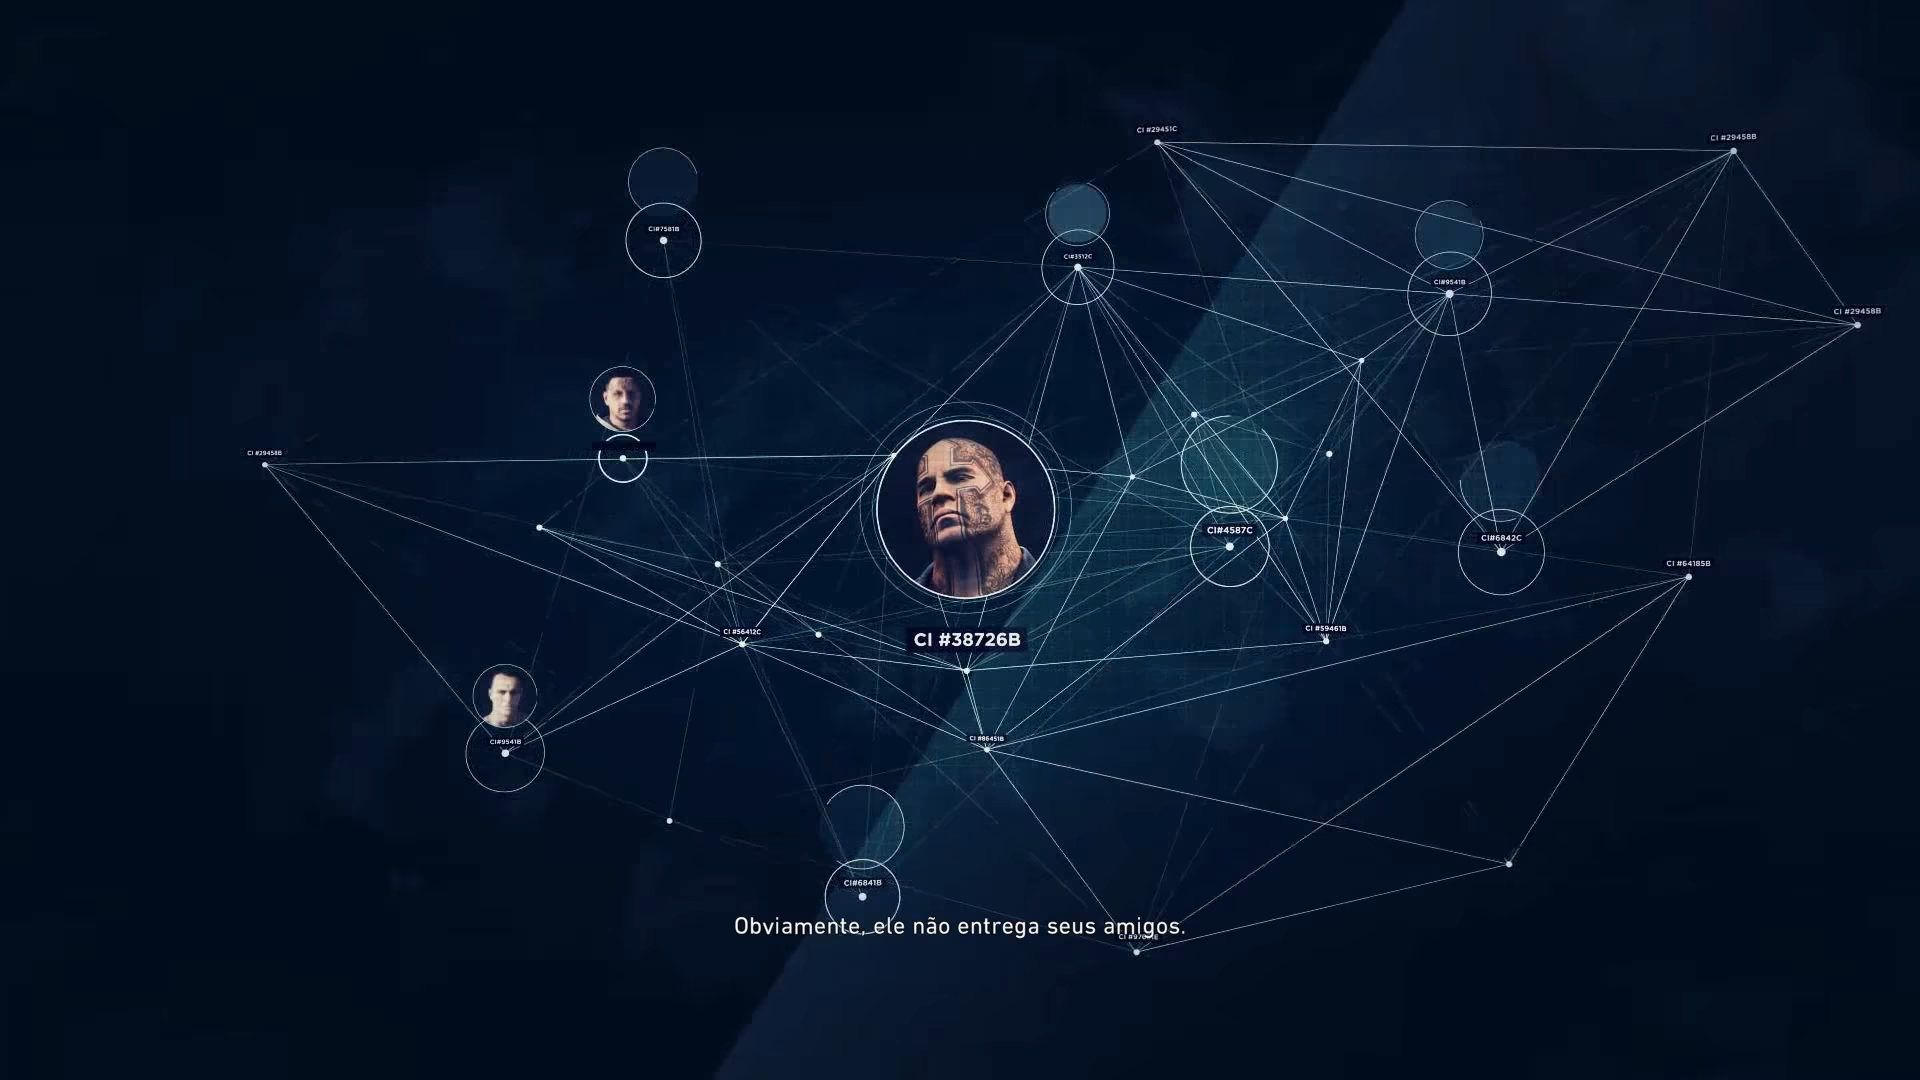 CI #29451C
CI #29458B
CI#7581B
CI#3512C
CI#9541B
CI #29458B
CI #29458B
CI#4587C
CI#6842C
CI #64185B
CI #56412C
CI #38726B
CI #59461B
CI#9541B
CI #86451B
CI#6841B
Obviamente, ele não entrega seus amigos.